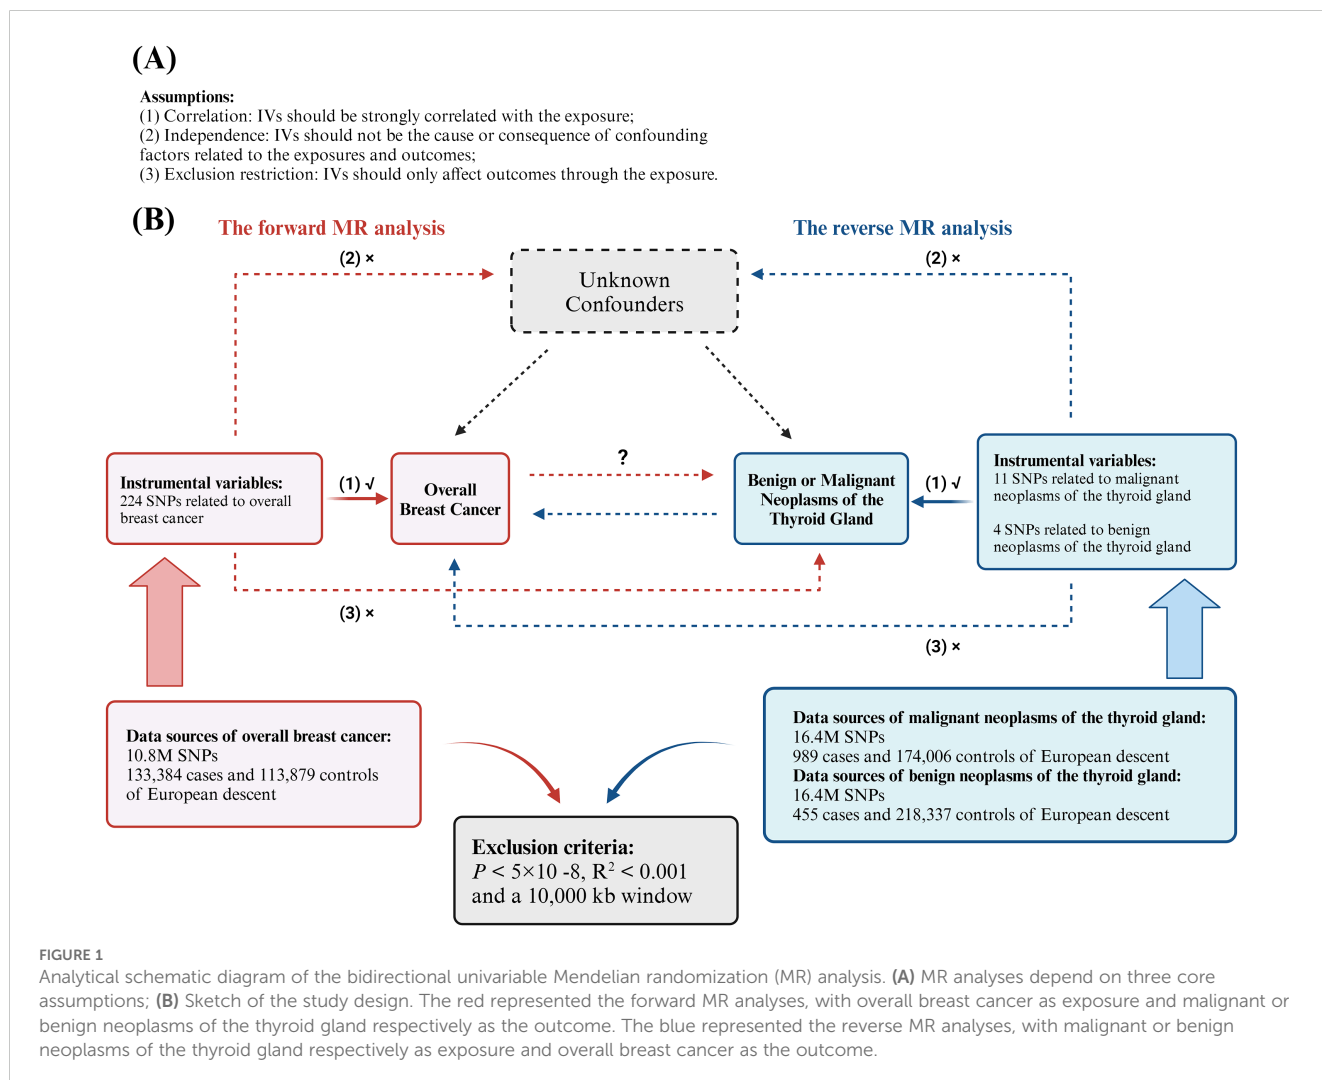 (A)
Assumptions:
(1) Correlation: IVs should be strongly correlated with the exposure;
(2) Independence: IVs should not be the cause or consequence of confounding
factors related to the exposures and outcomes;
(3) Exclusion restriction: IVs should only affect outcomes through the exposure.
(B)
The forward MR analysis
The reverse MR analysis
(2) ×
(2) ×
Unknown
Confounders
Instrumental variables:
224 SNPs related to overall
breast cancer
(1) √
Overall
Breast Cancer
?
Benign or Malignant
Neoplasms of the
Thyroid Gland
(1) √
Instrumental variables:
11 SNPs related to malignant
neoplasms of the thyroid gland
4 SNPs related to benign
neoplasms of the thyroid gland
(3) ×
(3) ×
Data sources of overall breast cancer:
10.8M SNPs
133,384 cases and 113,879 controls
of European descent
Data sources of malignant neoplasms of the thyroid gland:
16.4M SNPs
989 cases and 174,006 controls of European descent
Data sources of benign neoplasms of the thyroid gland:
16.4M SNPs
455 cases and 218,337 controls of European descent
Exclusion criteria:
P < 5×10 -8, R² < 0.001
and a 10,000 kb window
FIGURE 1
Analytical schematic diagram of the bidirectional univariable Mendelian randomization (MR) analysis. (A) MR analyses depend on three core
assumptions; (B) Sketch of the study design. The red represented the forward MR analyses, with overall breast cancer as exposure and malignant or
benign neoplasms of the thyroid gland respectively as the outcome. The blue represented the reverse MR analyses, with malignant or benign
neoplasms of the thyroid gland respectively as exposure and overall breast cancer as the outcome.